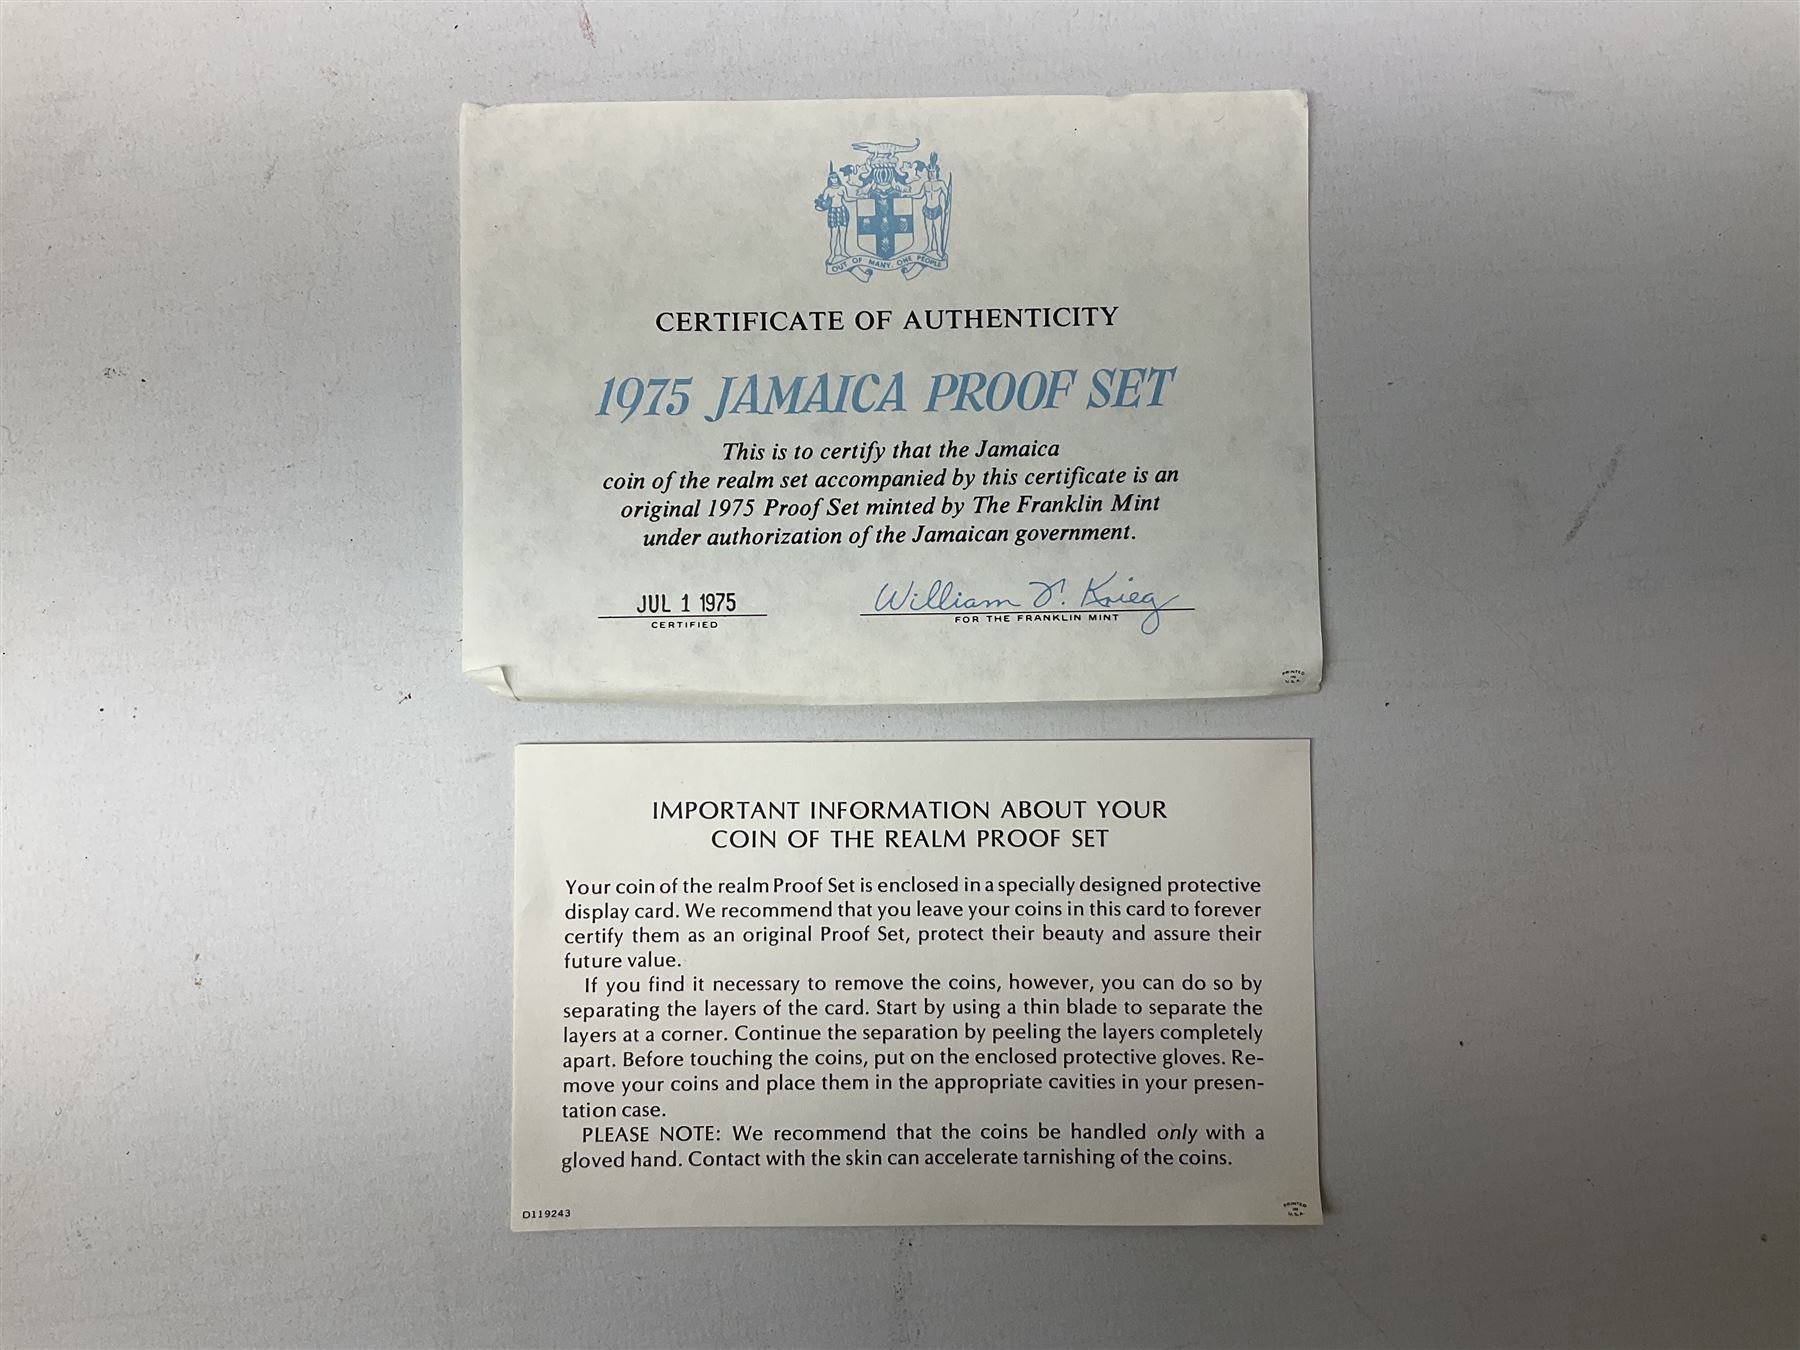 OUT OF MANY, ONE PEOPLE
CERTIFICATE OF AUTHENTICITY
1975 JAMAICA PROOF SET
This is to certify that the Jamaica
coin of the realm set accompanied by this certificate is an
original 1975 Proof Set minted by The Franklin Mint
under authorization of the Jamaican government.
JUL 1 1975
CERTIFIED
William T. Krieg
FOR THE FRANKLIN MINT
PRINTED
IN
U.S.A.
IMPORTANT INFORMATION ABOUT YOUR
COIN OF THE REALM PROOF SET
Your coin of the realm Proof Set is enclosed in a specially designed protective
display card. We recommend that you leave your coins in this card to forever
certify them as an original Proof Set, protect their beauty and assure their
future value.
If you find it necessary to remove the coins, however, you can do so by
separating the layers of the card. Start by using a thin blade to separate the
layers at a corner. Continue the separation by peeling the layers completely
apart. Before touching the coins, put on the enclosed protective gloves. Re-
move your coins and place them in the appropriate cavities in your presen-
tation case.
PLEASE NOTE: We recommend that the coins be handled only with a
gloved hand. Contact with the skin can accelerate tarnishing of the coins.
D119243
PRINTED
IN
U.S.A.